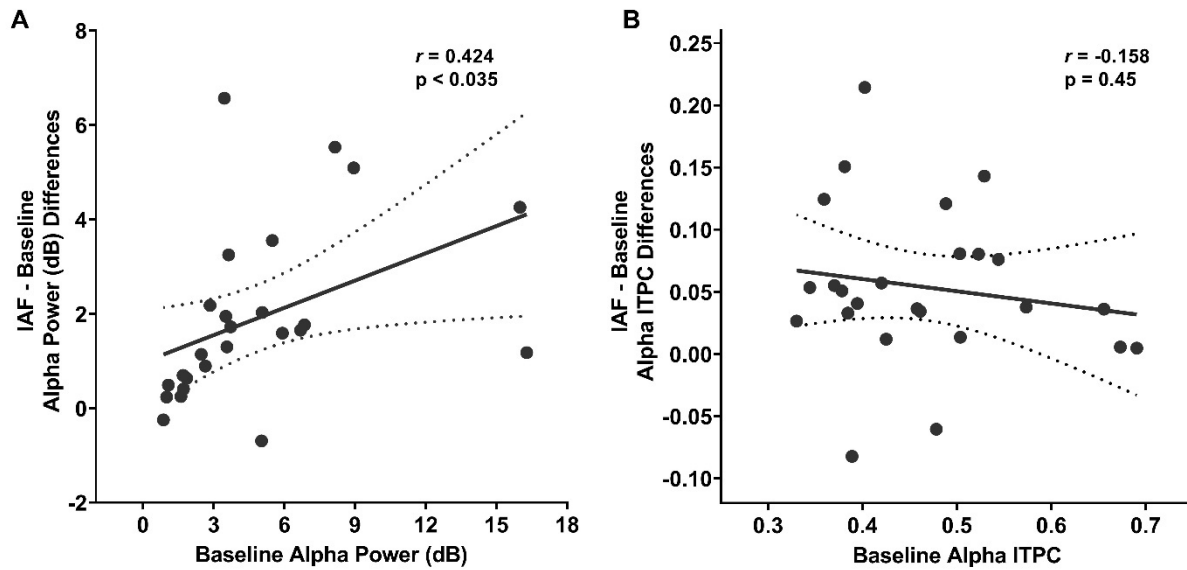 A
IAF - Baseline
Alpha Power (dB) Differences
8
6
4
2
0
-2
r = 0.424
p < 0.035
0 3 6 9 12 15 18
Baseline Alpha Power (dB)
B
IAF - Baseline
Alpha ITPC Differences
0.25
0.20
0.15
0.10
0.05
0.00
-0.05
-0.10
r = -0.158
p = 0.45
0.3 0.4 0.5 0.6 0.7
Baseline Alpha ITPC